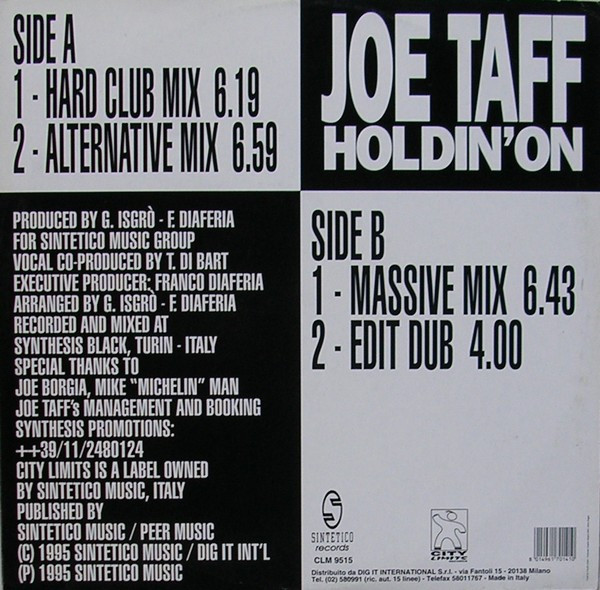 SIDE A
1 - HARD CLUB MIX 6.19
2 - ALTERNATIVE MIX 6.59
JOE TAFF
HOLDIN'ON
PRODUCED BY G. ISGRÒ - F. DIAFERIA
FOR SINTETICO MUSIC GROUP
VOCAL CO-PRODUCED BY T. DI BART
EXECUTIVE PRODUCER: FRANCO DIAFERIA
ARRANGED BY G. ISGRÒ - F. DIAFERIA
RECORDED AND MIXED AT
SYNTHESIS BLACK, TURIN - ITALY
SPECIAL THANKS TO
JOE BORGIA, MIKE "MICHELIN" MAN
JOE TAFF's MANAGEMENT AND BOOKING
SYNTHESIS PROMOTIONS:
++39/11/2480124
CITY LIMITS IS A LABEL OWNED
BY SINTETICO MUSIC, ITALY
PUBLISHED BY
SINTETICO MUSIC / PEER MUSIC
(C) 1995 SINTETICO MUSIC / DIG IT INT'L
(P) 1995 SINTETICO MUSIC
SIDE B
1 - MASSIVE MIX 6.43
2 - EDIT DUB 4.00
S
SINTETICO
records
CLM 9515
CITY
LIMITS
Distribuito da DIG IT INTERNATIONAL S.r.l. - via Fantoli 15 - 20138 Milano
Tel. (02) 580991 (ric. aut. 15 linee) - Telefax 58011767 - Made in Italy